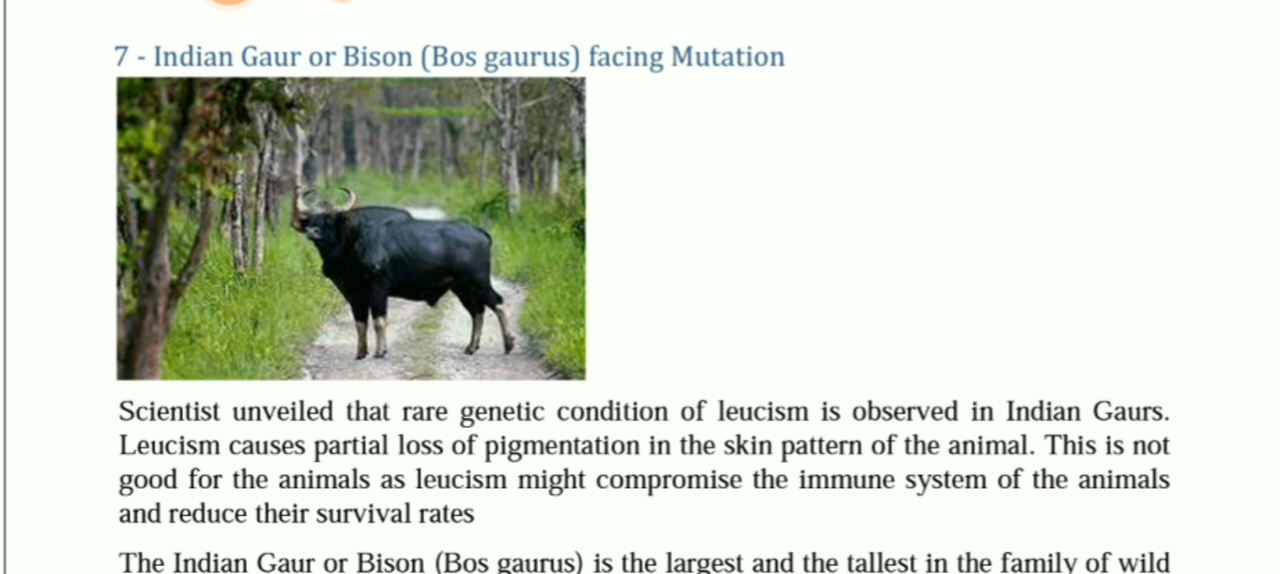 7 - Indian Gaur or Bison (Bos gaurus) facing Mutation
Scientist unveiled that rare genetic condition of leucism is observed in Indian Gaurs.
Leucism causes partial loss of pigmentation in the skin pattern of the animal. This is not
good for the animals as leucism might compromise the immune system of the animals
and reduce their survival rates
The Indian Gaur or Bison (Bos gaurus) is the largest and the tallest in the family of wild